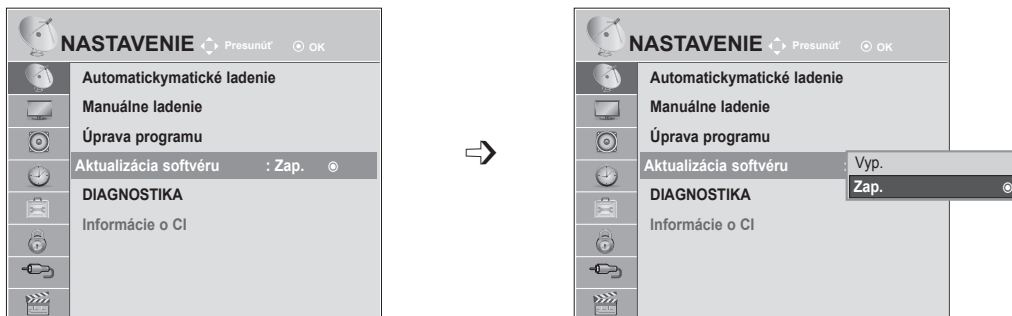 NASTAVENIE Presunúť OK
Automatickymatické ladenie
Manuálne ladenie
Úprava programu
Aktualizácia softvéru : Zap.
DIAGNOSTIKA
Informácie o CI
NASTAVENIE Presunúť OK
Automatickymatické ladenie
Manuálne ladenie
Úprava programu
Aktualizácia softvéru :
Vyp.
Zap.
DIAGNOSTIKA
Informácie o CI